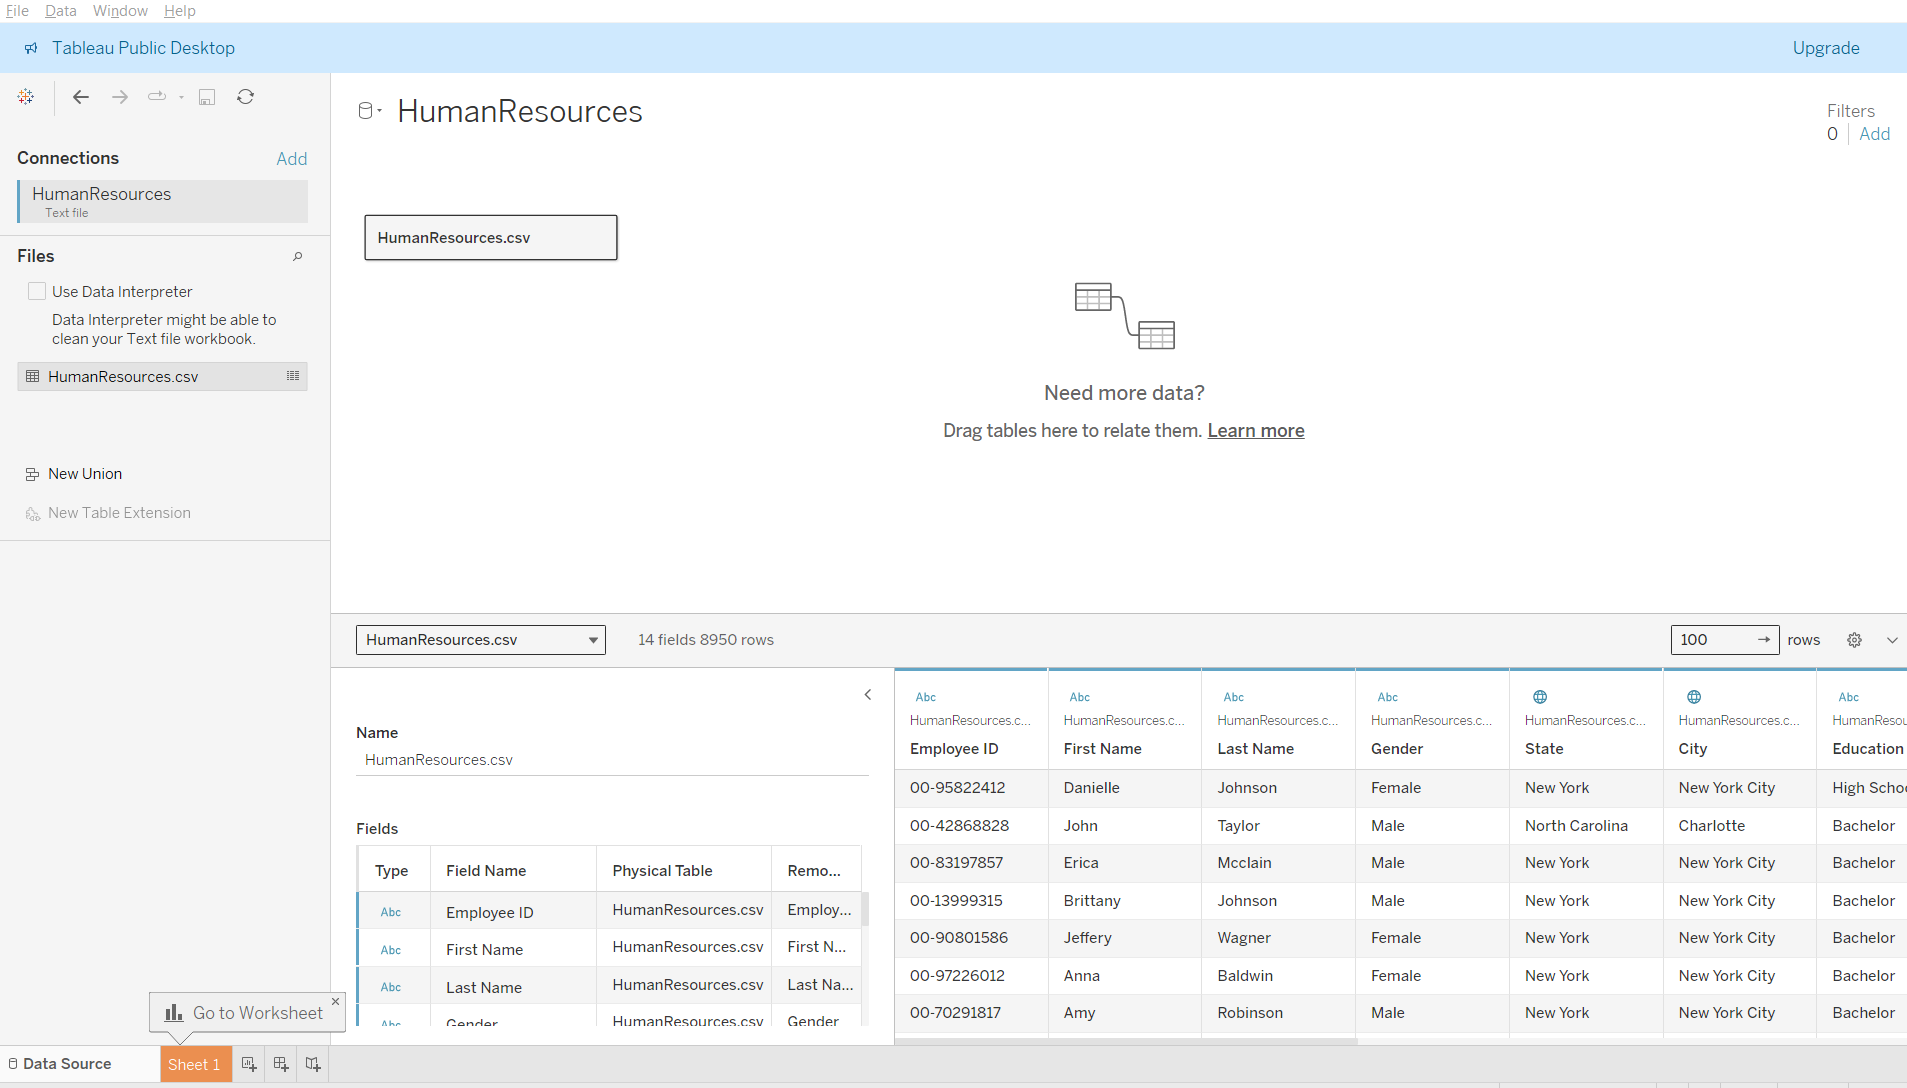 File Data Window Help
Tableau Public Desktop Upgrade
HumanResources
Filters
0 Add
Connections Add
HumanResources
Text file
Files
Use Data Interpreter
Data Interpreter might be able to
clean your Text file workbook.
HumanResources.csv
New Union
New Table Extension
HumanResources.csv
Need more data?
Drag tables here to relate them. Learn more
HumanResources.csv 14 fields 8950 rows 100 rows
Name
HumanResources.csv
Fields
Type Field Name Physical Table Remo...
Abc Employee ID HumanResources.csv Employ...
Abc First Name HumanResources.csv First N...
Abc Last Name HumanResources.csv Last Na...
Abc Gender HumanResources.csv Gender
Abc Abc Abc Abc Abc
HumanResources.c... HumanResources.c... HumanResources.c... HumanResources.c... HumanResources.c... HumanResources.c... HumanResou
Employee ID First Name Last Name Gender State City Education
00-95822412 Danielle Johnson Female New York New York City High Schoo
00-42868828 John Taylor Male North Carolina Charlotte Bachelor
00-83197857 Erica Mcclain Male New York New York City Bachelor
00-13999315 Brittany Johnson Male New York New York City Bachelor
00-90801586 Jeffery Wagner Female New York New York City Bachelor
00-97226012 Anna Baldwin Female New York New York City Bachelor
00-70291817 Amy Robinson Male New York New York City Bachelor
Go to Worksheet
Data Source Sheet 1